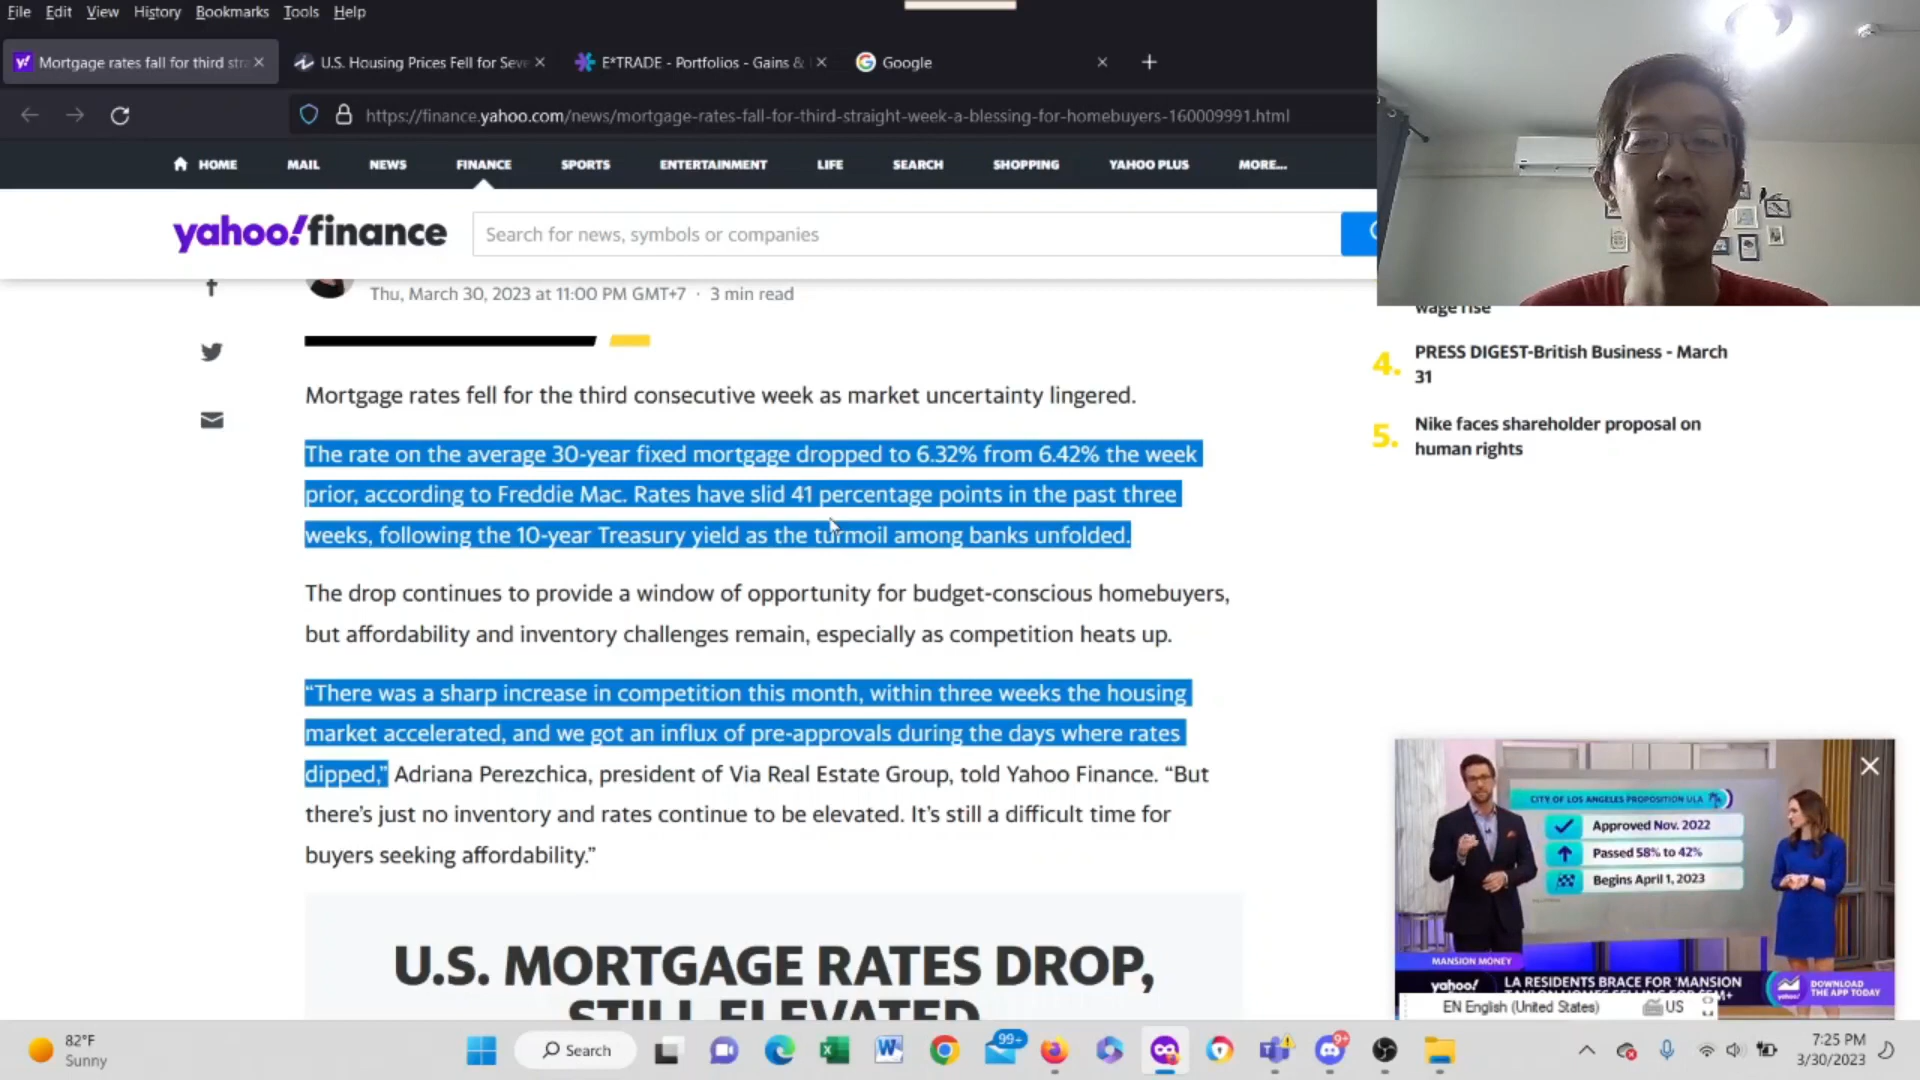 File Edit View History Bookmarks Tools Help
Mortgage rates fall for third stra
U.S. Housing Prices Fell for Seve
E*TRADE - Portfolios - Gains &
Google
https://finance.yahoo.com/news/mortgage-rates-fall-for-third-straight-week-a-blessing-for-homebuyers-160009991.html
HOME MAIL NEWS FINANCE SPORTS ENTERTAINMENT LIFE SEARCH SHOPPING YAHOO PLUS MORE...
yahoo!finance
Search for news, symbols or companies
Thu, March 30, 2023 at 11:00 PM GMT+7 · 3 min read
Mortgage rates fell for the third consecutive week as market uncertainty lingered.
The rate on the average 30-year fixed mortgage dropped to 6.32% from 6.42% the week
prior, according to Freddie Mac. Rates have slid 41 percentage points in the past three
weeks, following the 10-year Treasury yield as the turmoil among banks unfolded.
The drop continues to provide a window of opportunity for budget-conscious homebuyers,
but affordability and inventory challenges remain, especially as competition heats up.
“There was a sharp increase in competition this month, within three weeks the housing
market accelerated, and we got an influx of pre-approvals during the days where rates
dipped,” Adriana Perezchica, president of Via Real Estate Group, told Yahoo Finance. “But
there’s just no inventory and rates continue to be elevated. It’s still a difficult time for
buyers seeking affordability.”
U.S. MORTGAGE RATES DROP,
STILL ELEVATED
wage rise
4. PRESS DIGEST-British Business - March
31
5. Nike faces shareholder proposal on
human rights
CITY OF LOS ANGELES PROPOSITION ULA
Approved Nov. 2022
Passed 58% to 42%
Begins April 1, 2023
MANSION MONEY
yahoo!
LA RESIDENTS BRACE FOR 'MANSION
DOWNLOAD
THE APP TODAY
EN English (United States)
US
82°F
Sunny
Search
99+
9+
7:25 PM
3/30/2023